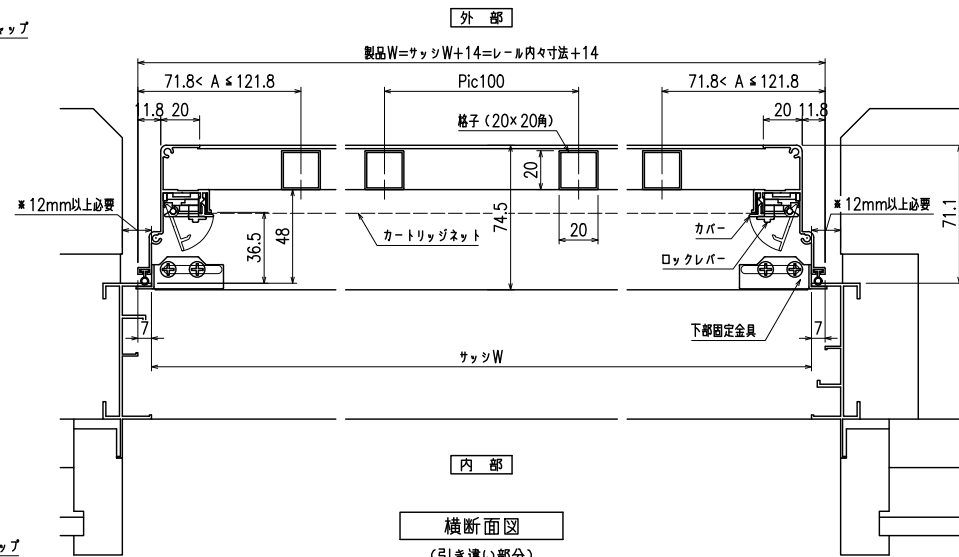 外 部
ャップ
製品W=サッシW+14=レール内々寸法+14
71.8< A ≦121.8
Pic100
71.8< A ≦121.8
11.8
20
格子(20×20角)
20
11.8
20
74.5
71.1
※12mm以上必要
※12mm以上必要
カートリッジネット
20
カバー
36.5
48
ロックレバー
下部固定金具
7
7
サッシW
内 部
横断面図
(引き違い部分)
ップ